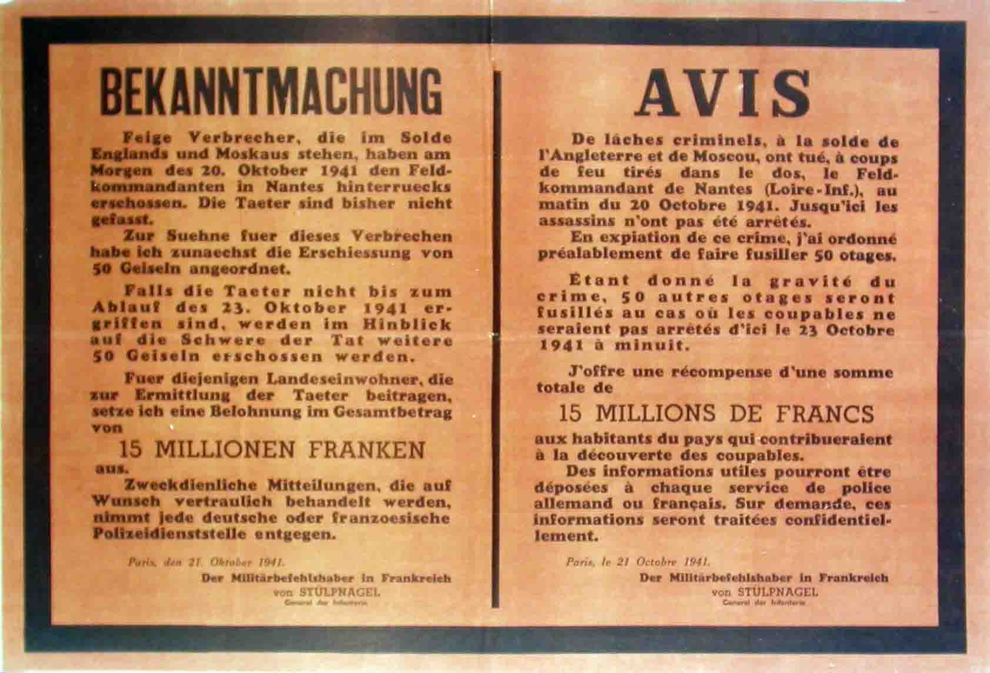 BEKANNTMACHUNG
Feige Verbrecher, die im Solde
Englands und Moskaus stehen, haben am
Morgen des 20. Oktober 1941 den Feld-
kommandanten in Nantes hinterruecks
erschossen. Die Taeter sind bisher nicht
gefasst.
Zur Suehne fuer dieses Verbrechen
habe ich zunaechst die Erschiessung von
50 Geiseln angeordnet.
Falls die Taeter nicht bis zum
Ablauf des 23. Oktober 1941 er-
griffen sind, werden im Hinblick
auf die Schwere der Tat weitere
50 Geiseln erschossen werden.
Fuer diejenigen Landeseinwohner, die
zur Ermittlung der Taeter beitragen,
setze ich eine Belohnung im Gesamtbetrag
von
15 MILLIONEN FRANKEN
aus.
Zweckdienliche Mitteilungen, die auf
Wunsch vertraulich behandelt werden,
nimmt jede deutsche oder franzoesische
Polizeidienststelle entgegen.
Paris, den 21. Oktober 1941.
Der Militärbefehlshaber in Frankreich
von STÜLPNAGEL
General der Infanterie
AVIS
De lâches criminels, à la solde de
l'Angleterre et de Moscou, ont tué, à coups
de feu tirés dans le dos, le Feld-
kommandant de Nantes (Loire-Inf.), au
matin du 20 Octobre 1941. Jusqu'ici les
assassins n'ont pas été arrêtés.
En expiation de ce crime, j'ai ordonné
préalablement de faire fusiller 50 otages.
Étant donné la gravité du
crime, 50 autres otages seront
fusillés au cas où les coupables ne
seraient pas arrêtés d'ici le 23 Octobre
1941 à minuit.
J'offre une récompense d'une somme
totale de
15 MILLIONS DE FRANCS
aux habitants du pays qui contribueraient
à la découverte des coupables.
Des informations utiles pourront être
déposées à chaque service de police
allemand ou français. Sur demande, ces
informations seront traitées confidentiel-
lement.
Paris, le 21 Octobre 1941.
Der Militärbefehlshaber in Frankreich
von STÜLPNAGEL
General der Infanterie